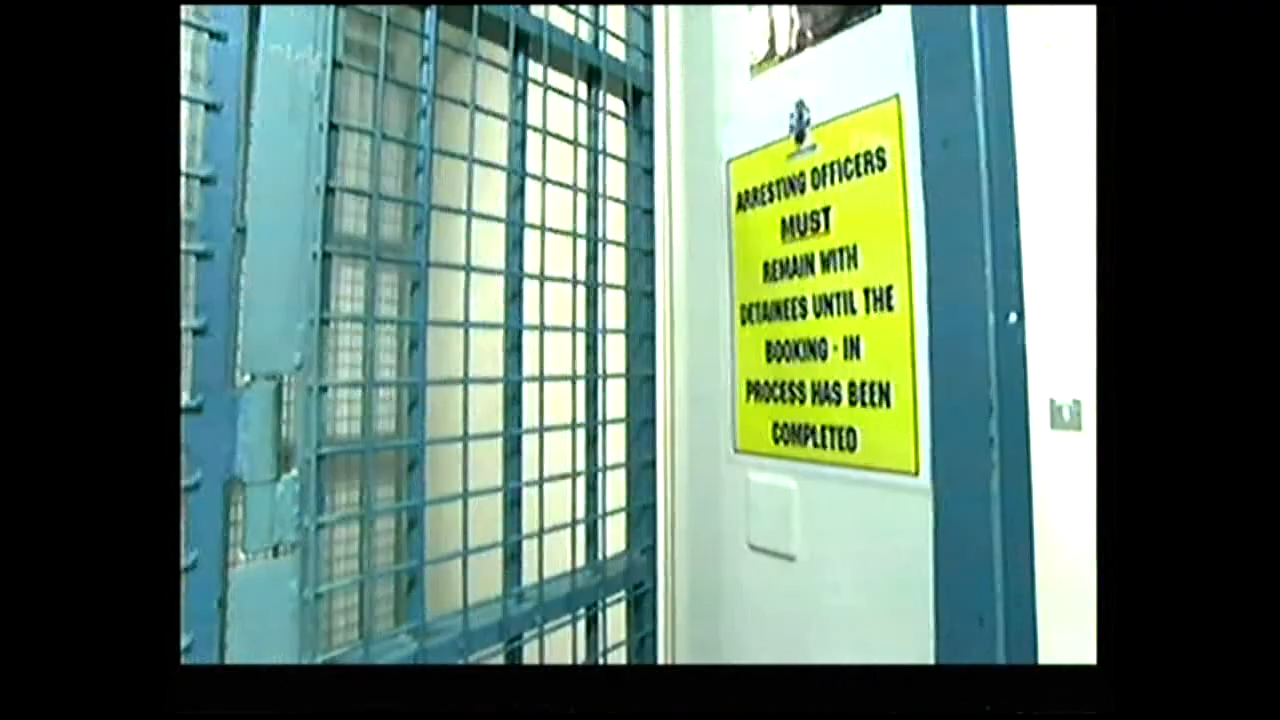 ARRESTING OFFICERS
MUST
REMAIN WITH
DETAINEES UNTIL THE
BOOKING - IN
PROCESS HAS BEEN
COMPLETED